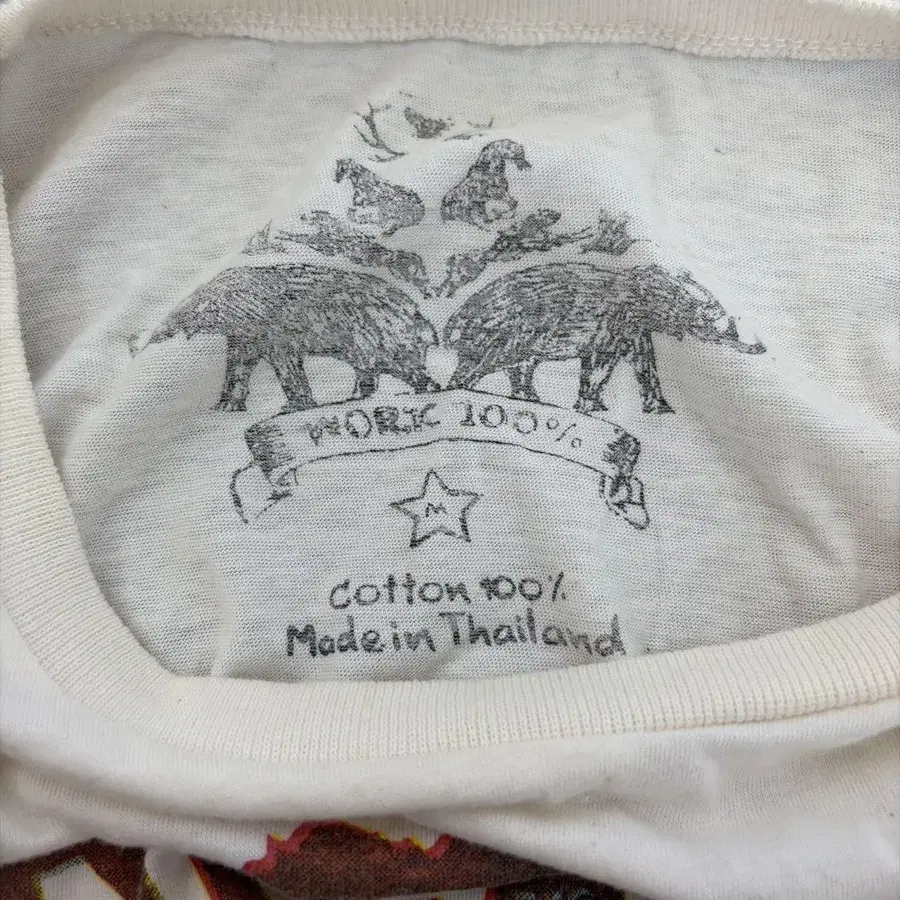 WORK 100%
M
Cotton 100%
Made in Thailand